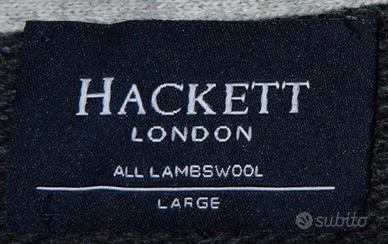 HACKETT
LONDON
ALL LAMBSWOOL
LARGE
subito